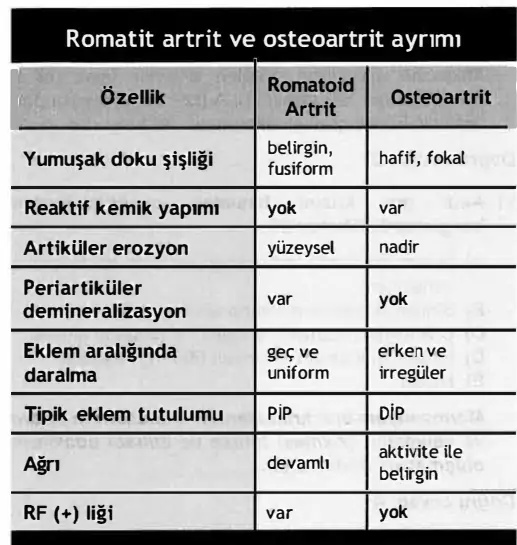 Romatit artrit ve osteoartrit ayrımı
Özellik
Romatoid
Artrit
Osteoartrit
Yumuşak doku şişliği
belirgin,
fusiform
hafif, fokal
Reaktif kemik yapımı
yok
var
Artiküler erozyon
yüzeysel
nadir
Periartiküler
demineralizasyon
var
yok
Eklem aralığında
daralma
geç ve
uniform
erken ve
irregüler
Tipik eklem tutulumu
PİP
DİP
Ağrı
devamlı
aktivite ile
belirgin
RF (+) liği
var
yok